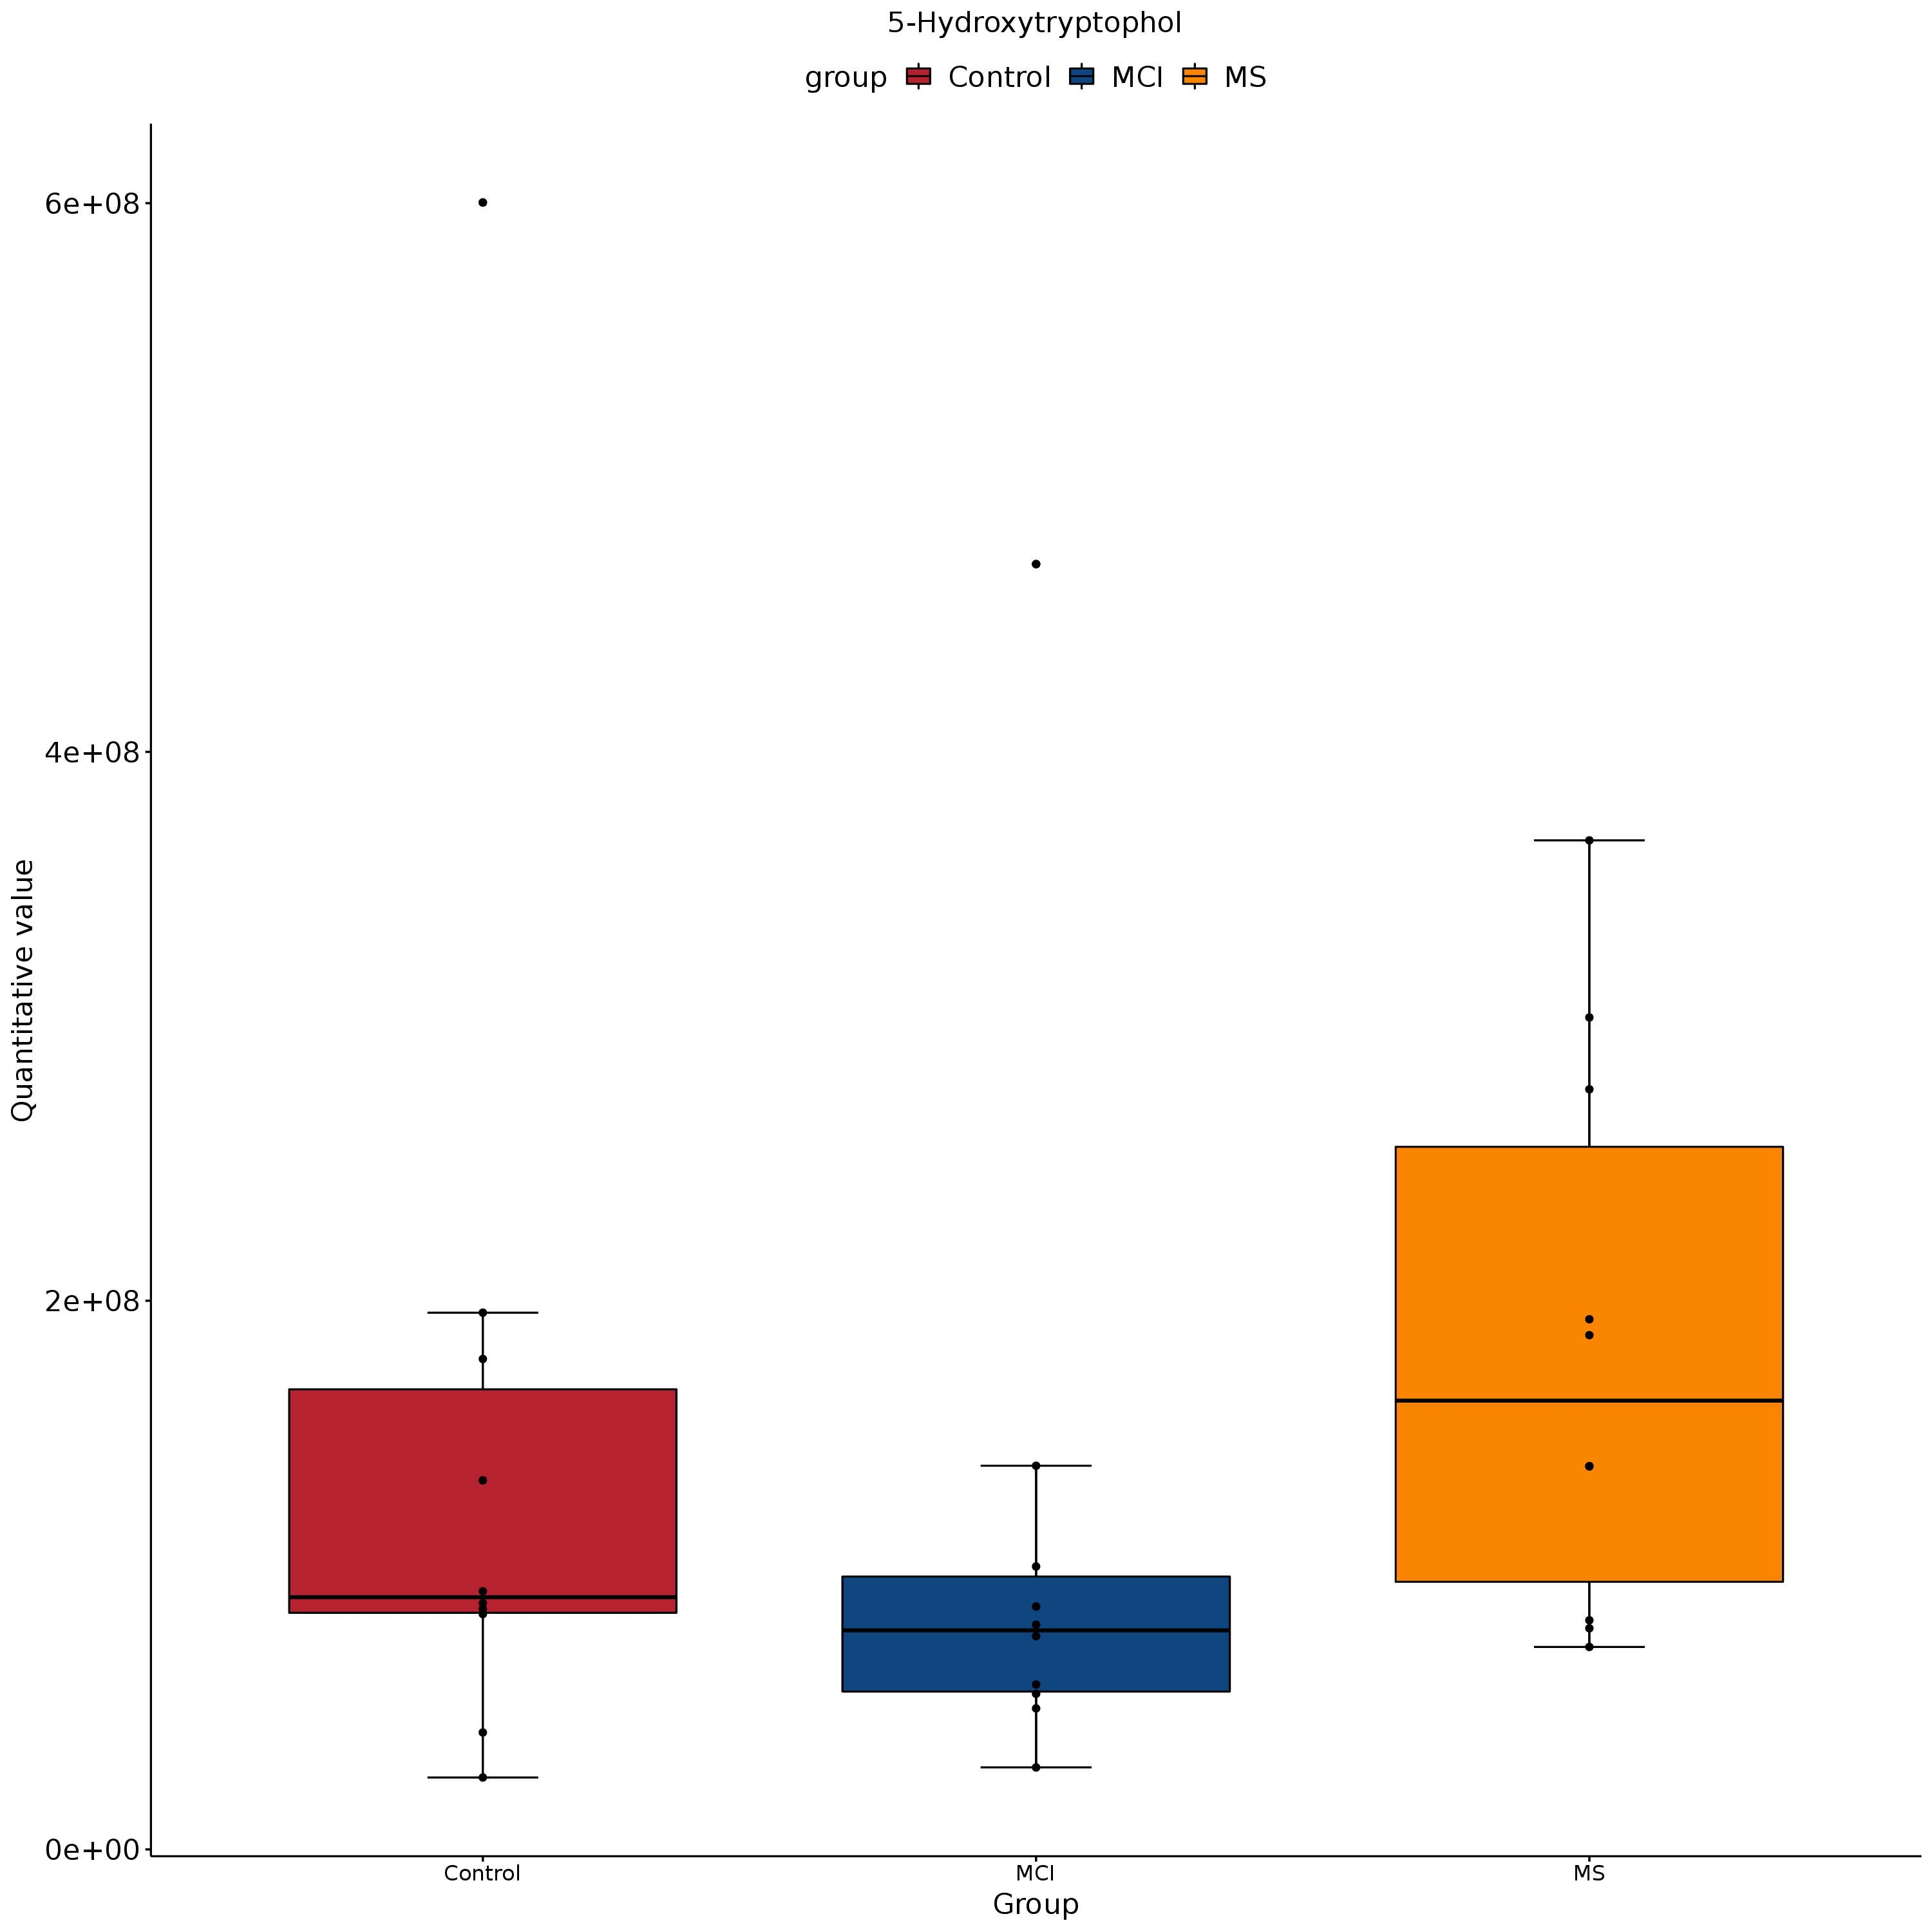 5-Hydroxytryptophol
group Control MCI MS
6e+08
4e+08
2e+08
0e+00
Quantitative value
Control MCI MS
Group